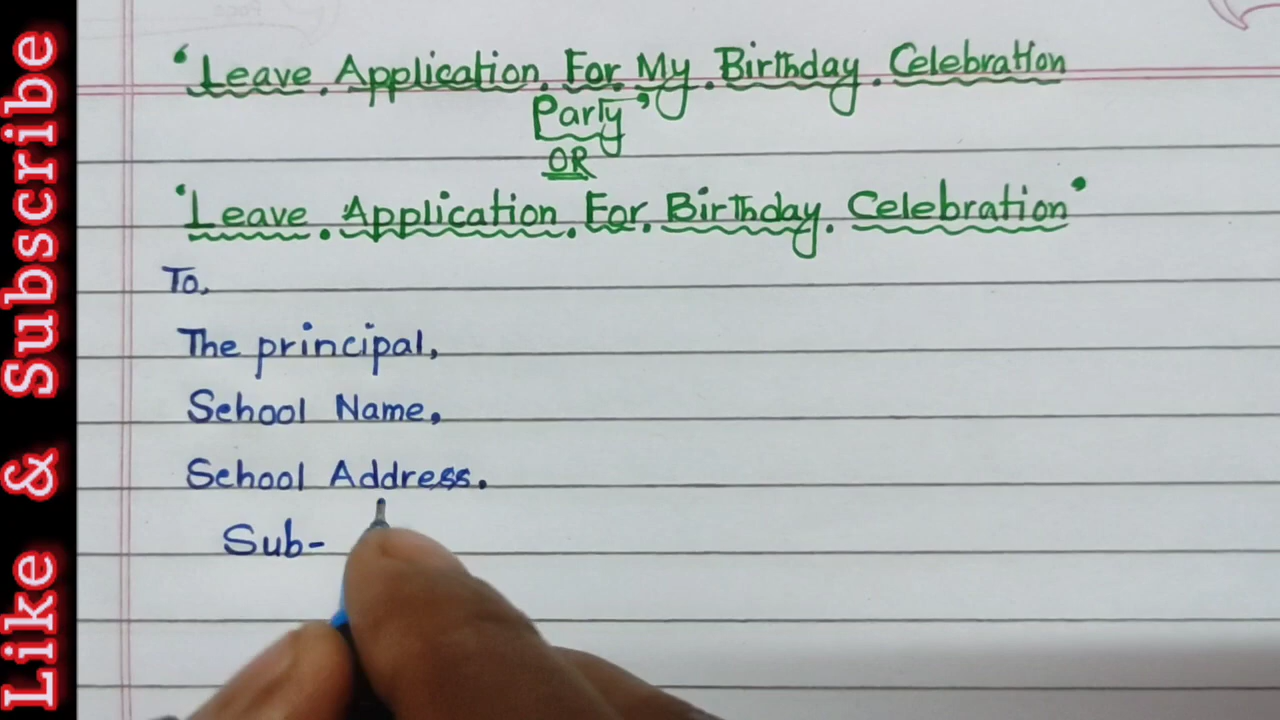 Like & Subscribe
‘Leave Application For My Birthday Celebration
Party’
OR
‘Leave Application For Birthday Celebration’
To,
The principal,
School Name,
School Address.
Sub-